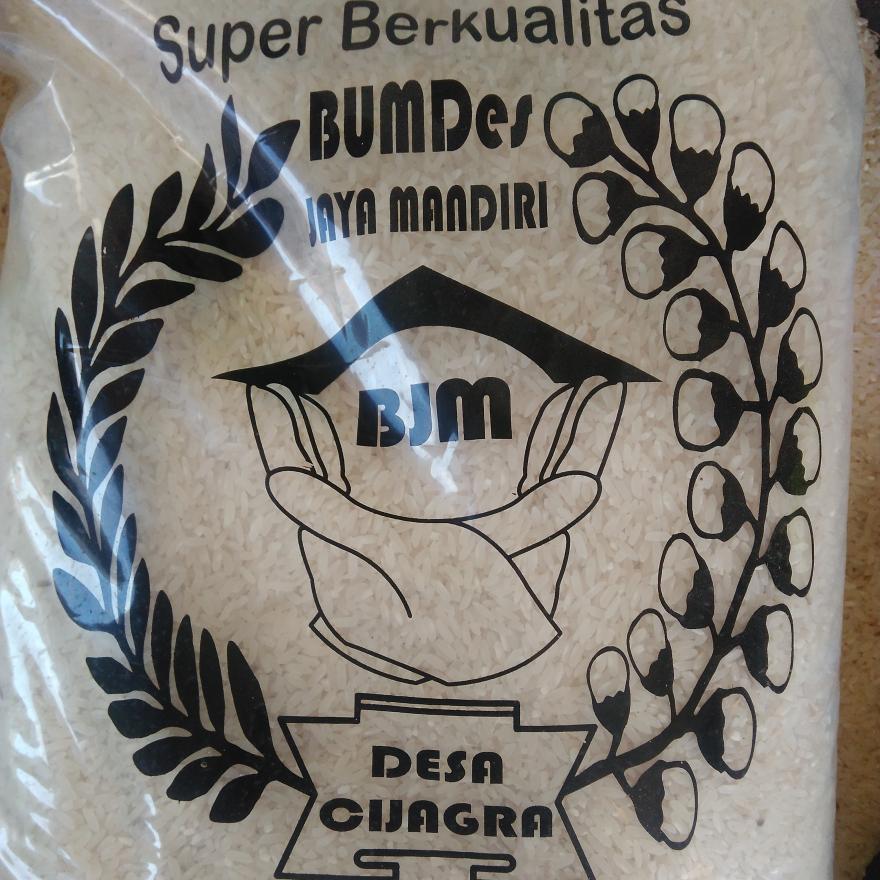 Super Berkualitas
BUMDes
JAYA MANDIRI
BJM
DESA
CIJAGRA